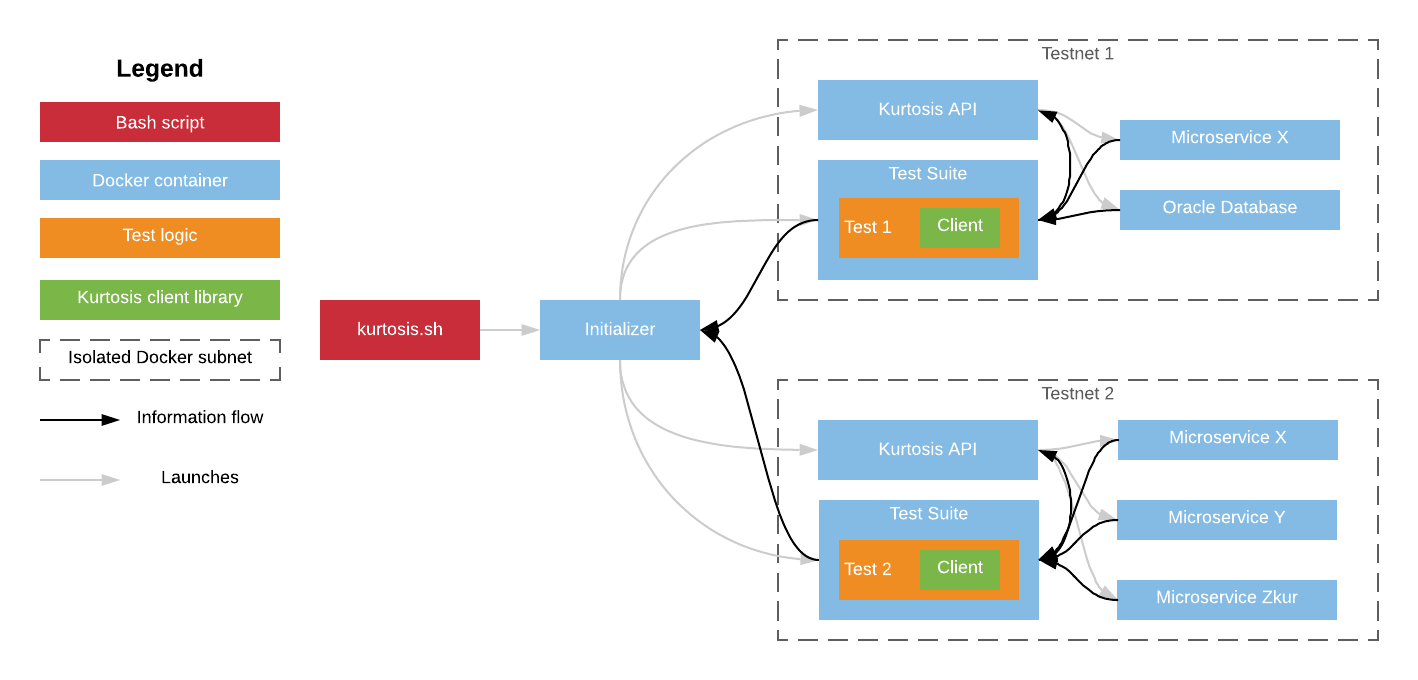 Legend
Bash script
Docker container
Test logic
Kurtosis client library
Isolated Docker subnet
Information flow
Launches
kurtosis.sh
Initializer
Testnet 1
Kurtosis API
Test Suite
Test 1
Client
Microservice X
Oracle Database
Testnet 2
Kurtosis API
Test Suite
Test 2
Client
Microservice X
Microservice Y
Microservice Zkur